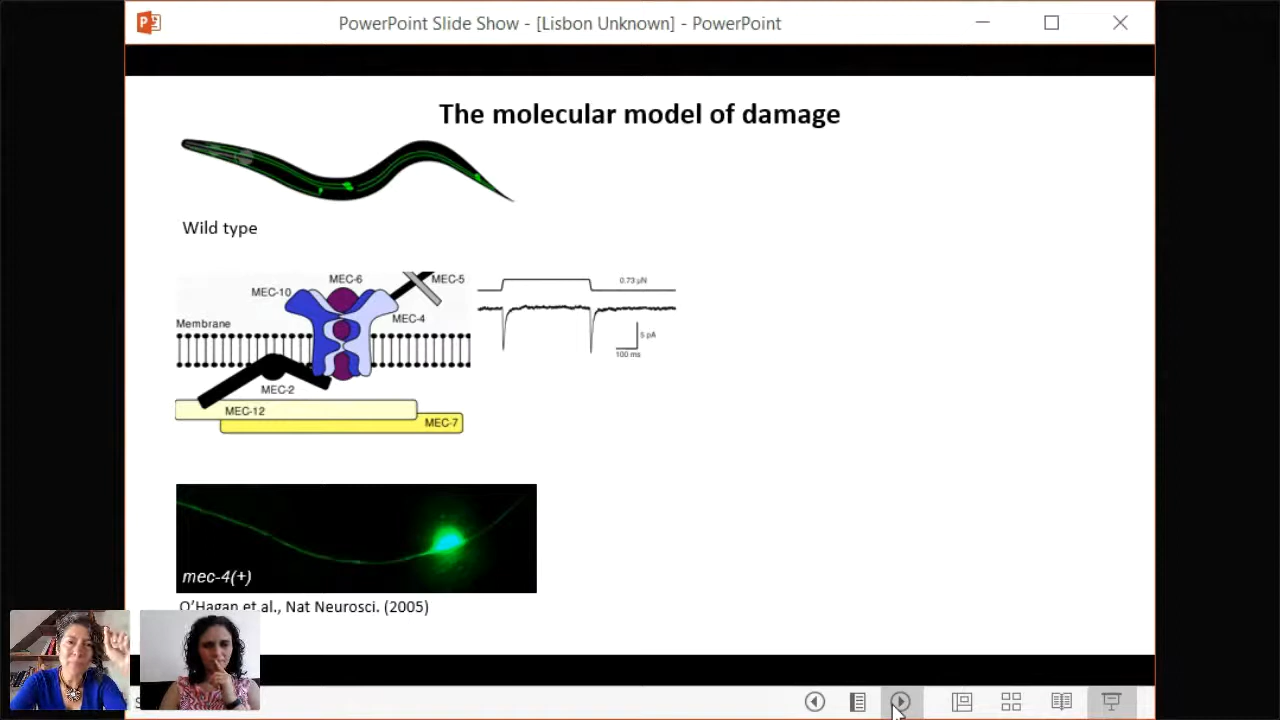 PowerPoint Slide Show - [Lisbon Unknown] - PowerPoint
The molecular model of damage
Wild type
MEC-6
MEC-5
MEC-10
MEC-4
Membrane
MEC-2
MEC-12
MEC-7
0.73 µN
5 pA
100 ms
mec-4(+)
O'Hagan et al., Nat Neurosci. (2005)